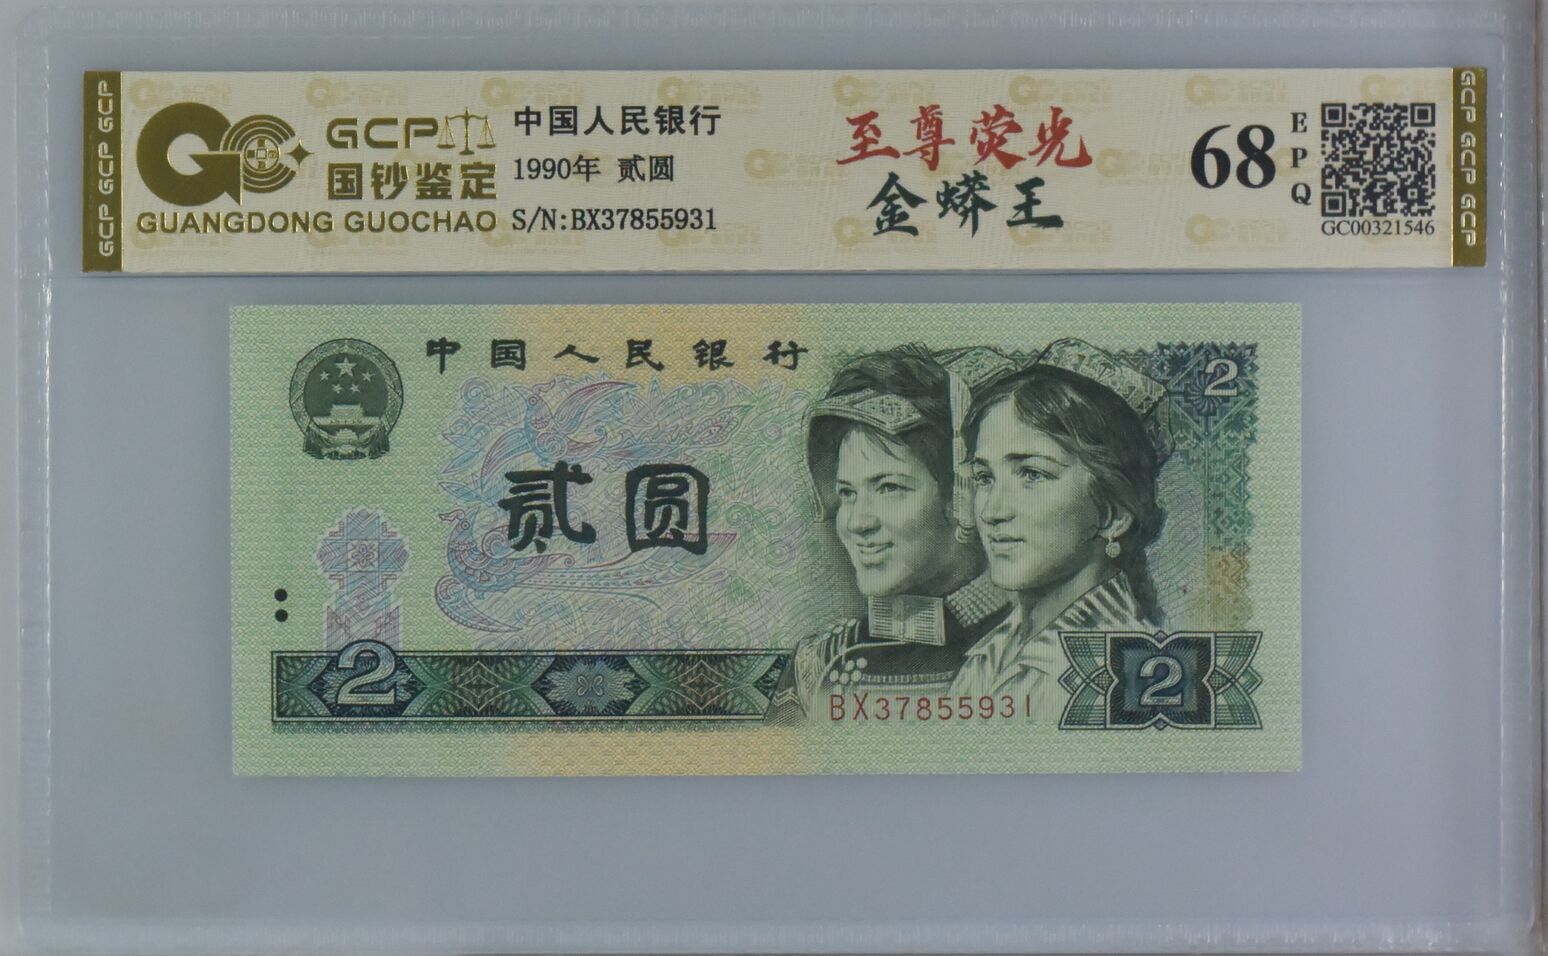 GCP GCP GCP
GCP
国钞鉴定
GUANGDONG GUOCHAO
中国人民银行
1990年 贰圆
S/N:BX37855931
至尊荧光
金蟒王
68
EPQ
GC00321546
GCP GCP GCP
中国人民银行
2
贰圆
2
2
BX37855931